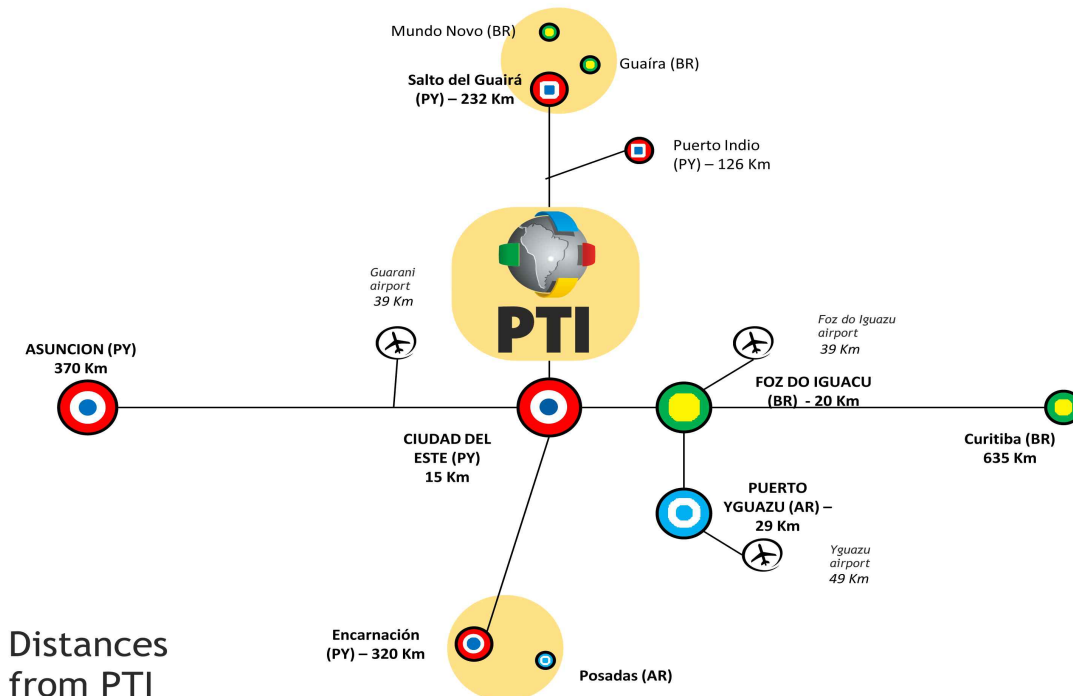 Mundo Novo (BR)
Guaíra (BR)
Salto del Guairá
(PY) – 232 Km
Puerto Indio
(PY) – 126 Km
PTI
Guarani
airport
39 Km
Foz do Iguazu
airport
39 Km
ASUNCION (PY)
370 Km
FOZ DO IGUACU
(BR)  - 20 Km
CIUDAD DEL
ESTE (PY)
15 Km
Curitiba (BR)
635 Km
PUERTO
YGUAZU (AR) –
29 Km
Yguazu
airport
49 Km
Encarnación
(PY) – 320 Km
Posadas (AR)
Distances
from PTI